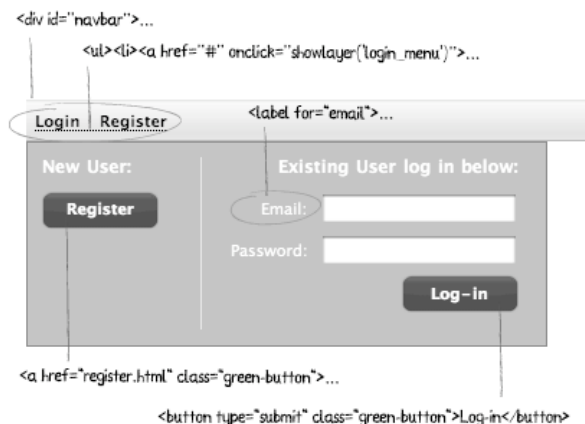 <div id="navbar">...
<ul><li><a href="#" onclick="showlayer('login_menu')">...
Login Register
<label for="email">...
New User:
Existing User log in below:
Register
Email:
Password:
Log-in
<a href="register.html" class="green-button">...
<button type="submit" class="green-button">Log-in</button>